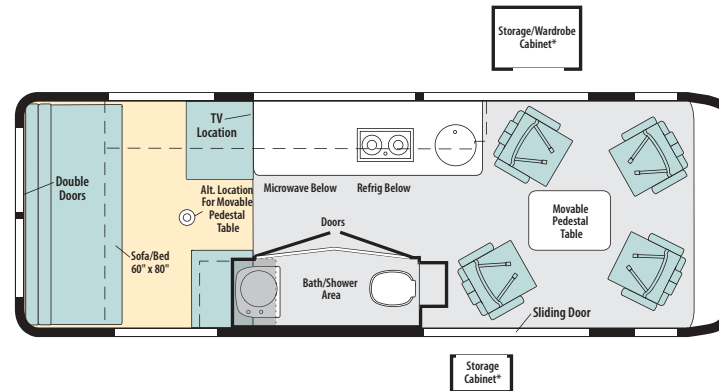 Storage/Wardrobe
Cabinet*
TV
Location
Double
Doors
Alt. Location
For Movable
Pedestal
Table
Microwave Below
Refrig Below
Movable
Pedestal
Table
Doors
Sofa/Bed
60" x 80"
Bath/Shower
Area
Sliding Door
Storage
Cabinet*